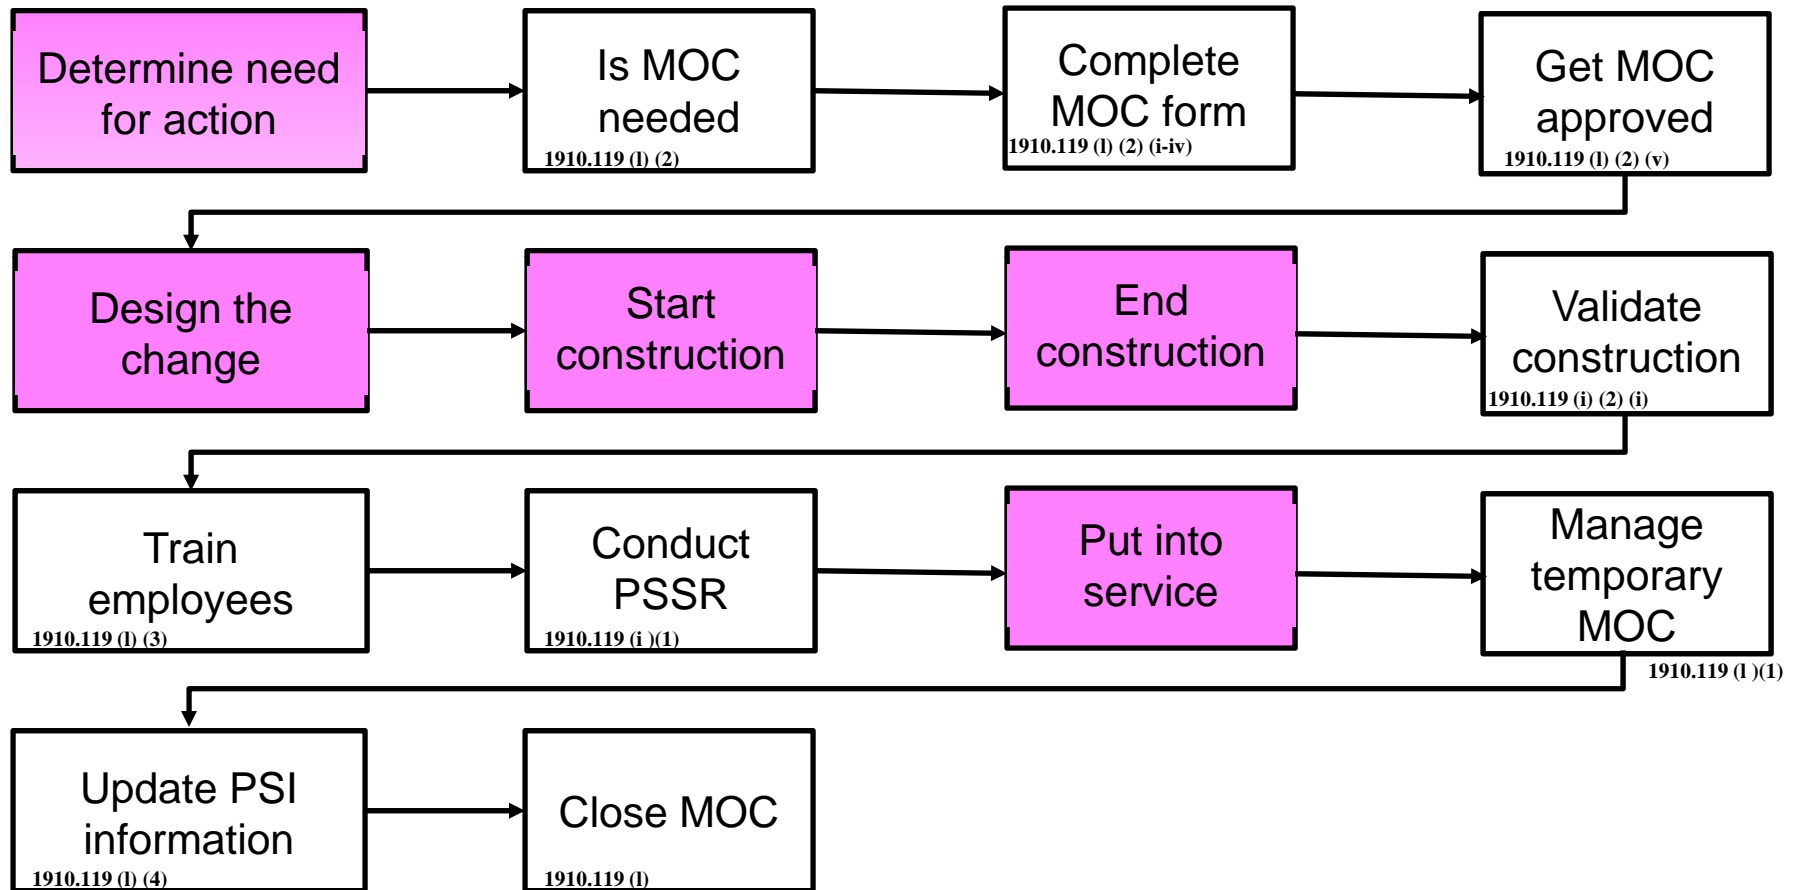 Determine need
for action
Is MOC
needed
1910.119 (l) (2)
Complete
MOC form
1910.119 (l) (2) (i-iv)
Get MOC
approved
1910.119 (l) (2) (v)
Design the
change
Start
construction
End
construction
Validate
construction
1910.119 (i) (2) (i)
Train
employees
1910.119 (l) (3)
Conduct
PSSR
1910.119 (i )(1)
Put into
service
Manage
temporary
MOC
1910.119 (l )(1)
Update PSI
information
1910.119 (l) (4)
Close MOC
1910.119 (l)